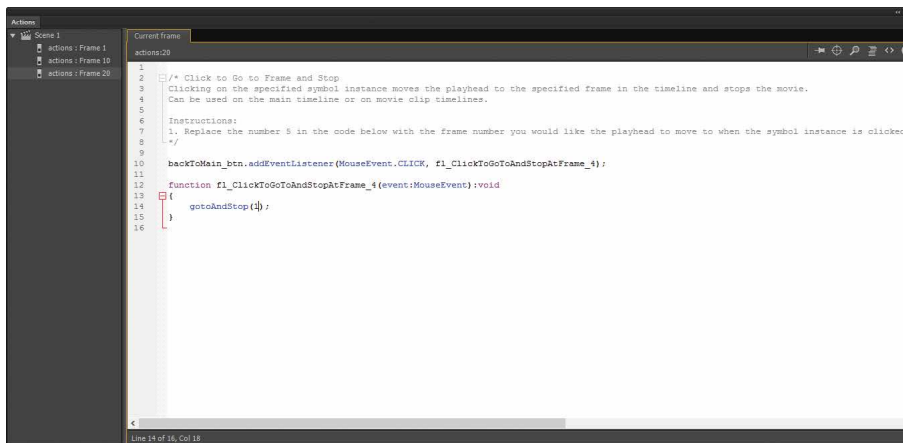 Actions
Scene 1
actions : Frame 1
actions : Frame 10
actions : Frame 20
Current frame
actions:20
1
2 /* Click to Go to Frame and Stop
3 Clicking on the specified symbol instance moves the playhead to the specified frame in the timeline and stops the movie.
4 Can be used on the main timeline or on movie clip timelines.
5
6 Instructions:
7 1. Replace the number 5 in the code below with the frame number you would like the playhead to move to when the symbol instance is clicked
8 */
9
10 backToMain_btn.addEventListener(MouseEvent.CLICK, fl_ClickToGoToAndStopAtFrame_4);
11
12 function fl_ClickToGoToAndStopAtFrame_4(event:MouseEvent):void
13 {
14 gotoAndStop(1);
15 }
16
Line 14 of 16, Col 18